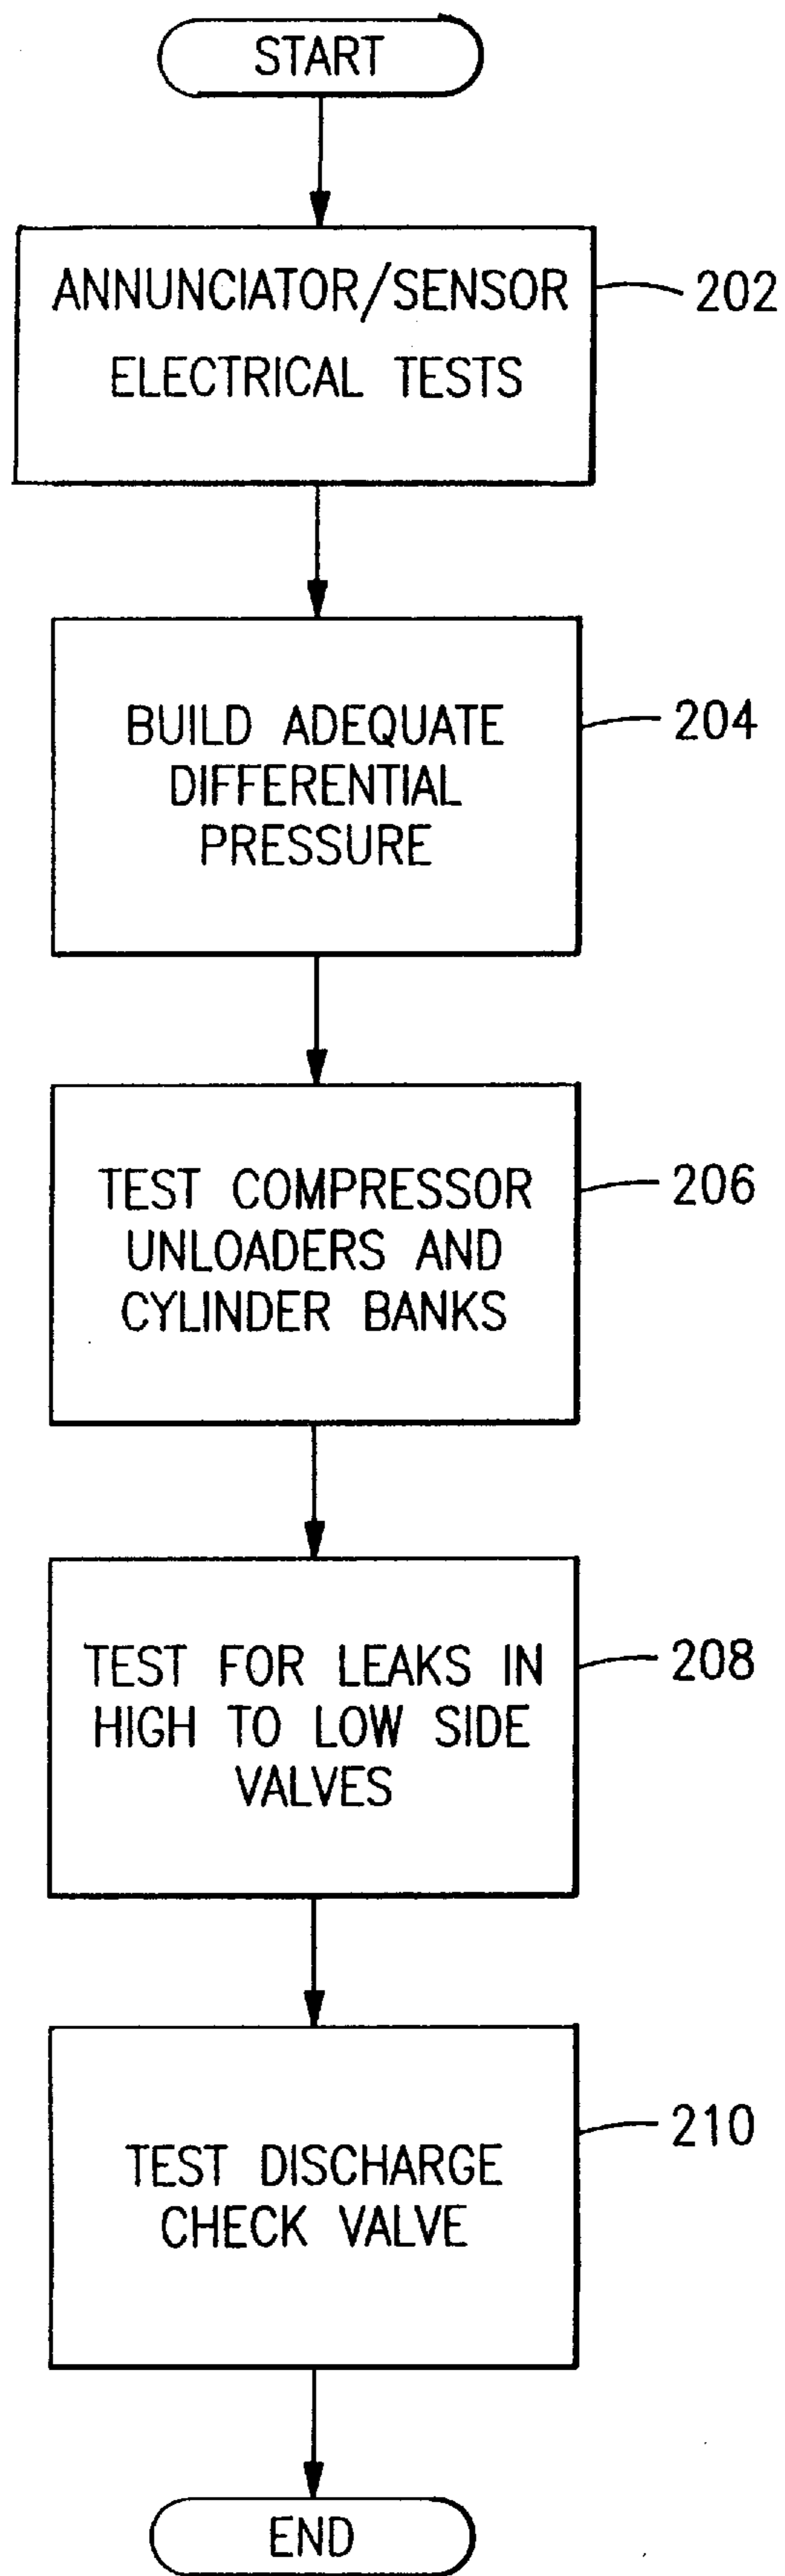 START
ANNUNCIATOR/SENSOR
ELECTRICAL TESTS
202
BUILD ADEQUATE
DIFFERENTIAL
PRESSURE
204
TEST COMPRESSOR
UNLOADERS AND
CYLINDER BANKS
206
TEST FOR LEAKS IN
HIGH TO LOW SIDE
VALVES
208
TEST DISCHARGE
CHECK VALVE
210
END